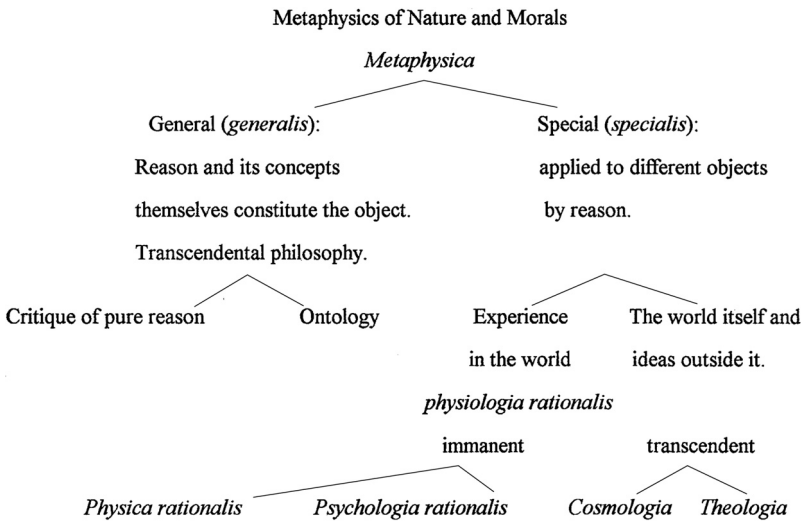 Metaphysics of Nature and Morals
Metaphysica
General (generalis):
Reason and its concepts
themselves constitute the object.
Transcendental philosophy.
Special (specialis):
applied to different objects
by reason.
Critique of pure reason
Ontology
Experience
in the world
The world itself and
ideas outside it.
physiologia rationalis
immanent
transcendent
Physica rationalis
Psychologia rationalis
Cosmologia
Theologia